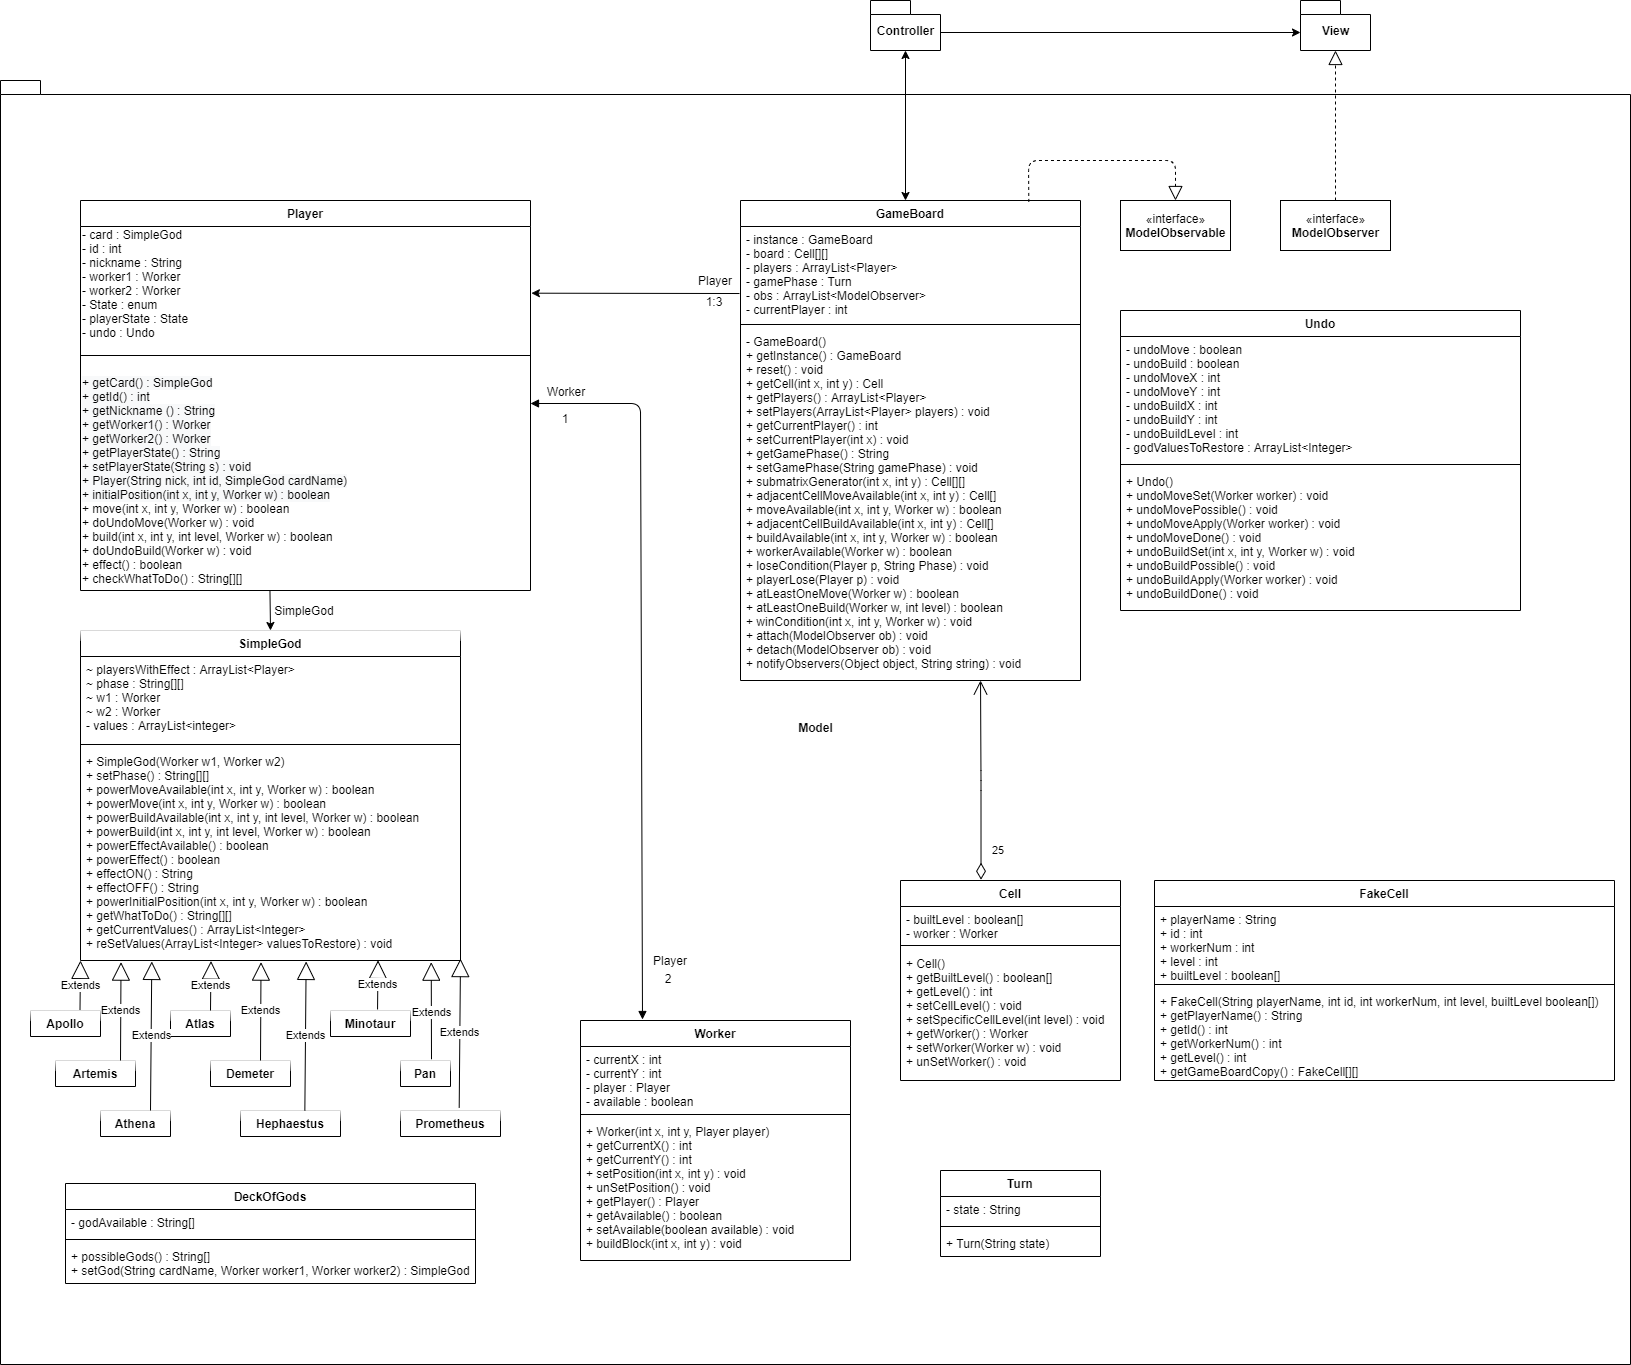 Controller
View
Player
- card : SimpleGod
- id : int
- nickname : String
- worker1 : Worker
- worker2 : Worker
- State : enum
- playerState : State
- undo : Undo
+ getCard() : SimpleGod
+ getId() : int
+ getNickname () : String
+ getWorker1() : Worker
+ getWorker2() : Worker
+ getPlayerState() : String
+ setPlayerState(String s) : void
+ Player(String nick, int id, SimpleGod cardName)
+ initialPosition(int x, int y, Worker w) : boolean
+ move(int x, int y, Worker w) : boolean
+ doUndoMove(Worker w) : void
+ build(int x, int y, int level, Worker w) : boolean
+ doUndoBuild(Worker w) : void
+ effect() : boolean
+ checkWhatToDo() : String[][]
Player
1:3
Worker
1
GameBoard
- instance : GameBoard
- board : Cell[][]
- players : ArrayList<Player>
- gamePhase : Turn
- obs : ArrayList<ModelObserver>
- currentPlayer : int
- GameBoard()
+ getInstance() : GameBoard
+ reset() : void
+ getCell(int x, int y) : Cell
+ getPlayers() : ArrayList<Player>
+ setPlayers(ArrayList<Player> players) : void
+ getCurrentPlayer() : int
+ setCurrentPlayer(int x) : void
+ getGamePhase() : String
+ setGamePhase(String gamePhase) : void
+ submatrixGenerator(int x, int y) : Cell[][]
+ adjacentCellMoveAvailable(int x, int y) : Cell[]
+ moveAvailable(int x, int y, Worker w) : boolean
+ adjacentCellBuildAvailable(int x, int y) : Cell[]
+ buildAvailable(int x, int y, Worker w) : boolean
+ workerAvailable(Worker w) : boolean
+ loseCondition(Player p, String Phase) : void
+ playerLose(Player p) : void
+ atLeastOneMove(Worker w) : boolean
+ atLeastOneBuild(Worker w, int level) : boolean
+ winCondition(int x, int y, Worker w) : void
+ attach(ModelObserver ob) : void
+ detach(ModelObserver ob) : void
+ notifyObservers(Object object, String string) : void
«interface»
ModelObservable
«interface»
ModelObserver
Undo
- undoMove : boolean
- undoBuild : boolean
- undoMoveX : int
- undoMoveY : int
- undoBuildX : int
- undoBuildY : int
- undoBuildLevel : int
- godValuesToRestore : ArrayList<Integer>
+ Undo()
+ undoMoveSet(Worker worker) : void
+ undoMovePossible() : void
+ undoMoveApply(Worker worker) : void
+ undoMoveDone() : void
+ undoBuildSet(int x, int y, Worker w) : void
+ undoBuildPossible() : void
+ undoBuildApply(Worker worker) : void
+ undoBuildDone() : void
SimpleGod
SimpleGod
~ playersWithEffect : ArrayList<Player>
~ phase : String[][]
~ w1 : Worker
~ w2 : Worker
- values : ArrayList<integer>
+ SimpleGod(Worker w1, Worker w2)
+ setPhase() : String[][]
+ powerMoveAvailable(int x, int y, Worker w) : boolean
+ powerMove(int x, int y, Worker w) : boolean
+ powerBuildAvailable(int x, int y, int level, Worker w) : boolean
+ powerBuild(int x, int y, int level, Worker w) : boolean
+ powerEffectAvailable() : boolean
+ powerEffect() : boolean
+ effectON() : String
+ effectOFF() : String
+ powerInitialPosition(int x, int y, Worker w) : boolean
+ getWhatToDo() : String[][]
+ getCurrentValues() : ArrayList<Integer>
+ reSetValues(ArrayList<Integer> valuesToRestore) : void
Model
25
Extends
Extends
Extends
Extends
Extends
Extends
Extends
Extends
Extends
Apollo
Atlas
Minotaur
Artemis
Demeter
Pan
Athena
Hephaestus
Prometheus
Player
2
Worker
- currentX : int
- currentY : int
- player : Player
- available : boolean
+ Worker(int x, int y, Player player)
+ getCurrentX() : int
+ getCurrentY() : int
+ setPosition(int x, int y) : void
+ unSetPosition() : void
+ getPlayer() : Player
+ getAvailable() : boolean
+ setAvailable(boolean available) : void
+ buildBlock(int x, int y) : void
Cell
- builtLevel : boolean[]
- worker : Worker
+ Cell()
+ getBuiltLevel() : boolean[]
+ getLevel() : int
+ setCellLevel() : void
+ setSpecificCellLevel(int level) : void
+ getWorker() : Worker
+ setWorker(Worker w) : void
+ unSetWorker() : void
FakeCell
+ playerName : String
+ id : int
+ workerNum : int
+ level : int
+ builtLevel : boolean[]
+ FakeCell(String playerName, int id, int workerNum, int level, builtLevel boolean[])
+ getPlayerName() : String
+ getId() : int
+ getWorkerNum() : int
+ getLevel() : int
+ getGameBoardCopy() : FakeCell[][]
DeckOfGods
- godAvailable : String[]
+ possibleGods() : String[]
+ setGod(String cardName, Worker worker1, Worker worker2) : SimpleGod
Turn
- state : String
+ Turn(String state)